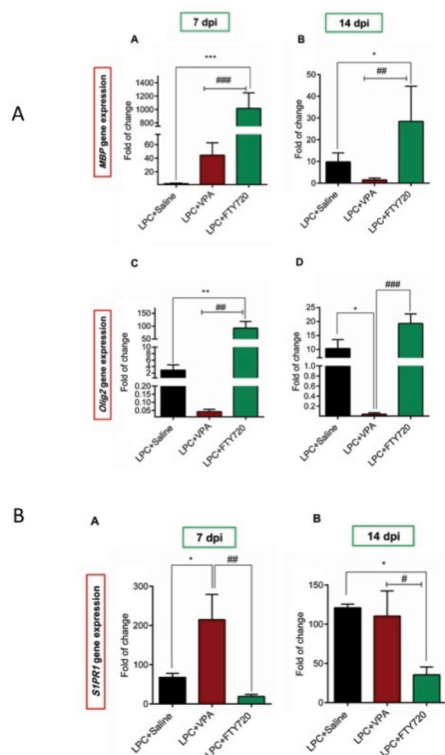 7 dpi
14 dpi
A
B
A
MBP gene expression
Fold of change
1400
1200
1000
800
600
60
40
20
***
###
LPC+Saline
LPC+VPA
LPC+FTY720
Fold of change
50
40
30
20
10
0
*
##
LPC+Saline
LPC+VPA
LPC+FTY720
C
D
Olig2 gene expression
Fold of change
150
125
100
75
50
10
8
6
4
2
0.20
0.15
0.10
0.05
**
##
LPC+Saline
LPC+VPA
LPC+FTY720
Fold of change
25
20
15
10
5
1.0
0.8
0.6
0.4
0.2
*
###
LPC+Saline
LPC+VPA
LPC+FTY720
B
A
B
7 dpi
14 dpi
S1PR1 gene expression
Fold of change
300
200
100
0
*
##
LPC+Saline
LPC+VPA
LPC+FTY720
Fold of change
150
100
50
0
*
#
LPC+Saline
LPC+VPA
LPC+FTY720